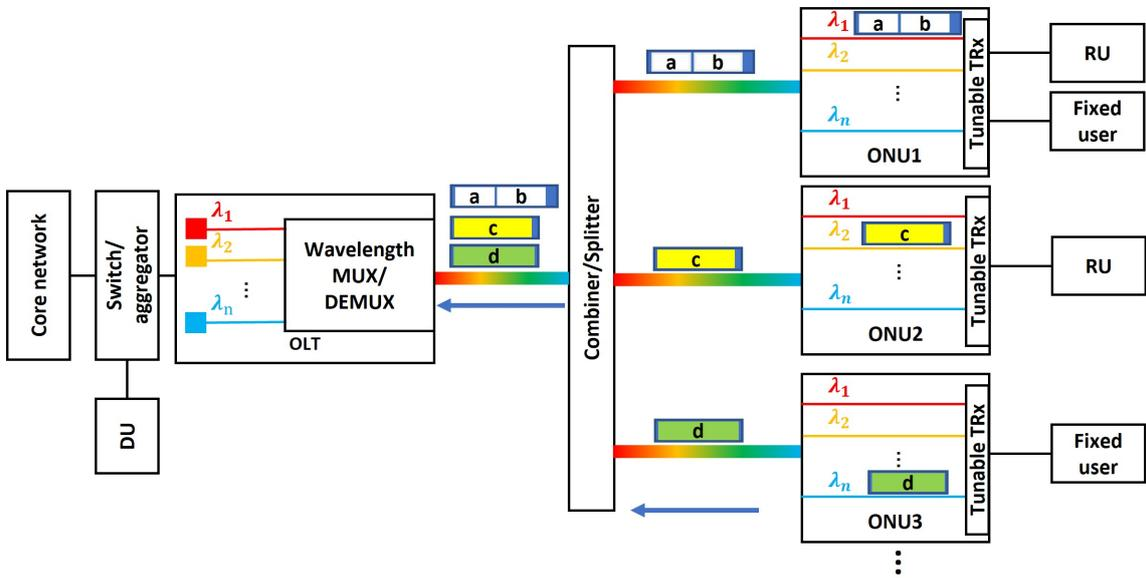 Core network
Switch/
aggregator
DU
λ1
λ2
⋮
λn
Wavelength
MUX/
DEMUX
OLT
a b
c
d
Combiner/Splitter
a b
c
d
λ1 a b
λ2
⋮
λn
ONU1
Tunable TRx
RU
Fixed
user
λ1
λ2 c
⋮
λn
ONU2
Tunable TRx
RU
λ1
λ2
⋮
λn d
ONU3
Tunable TRx
Fixed
user
⋮